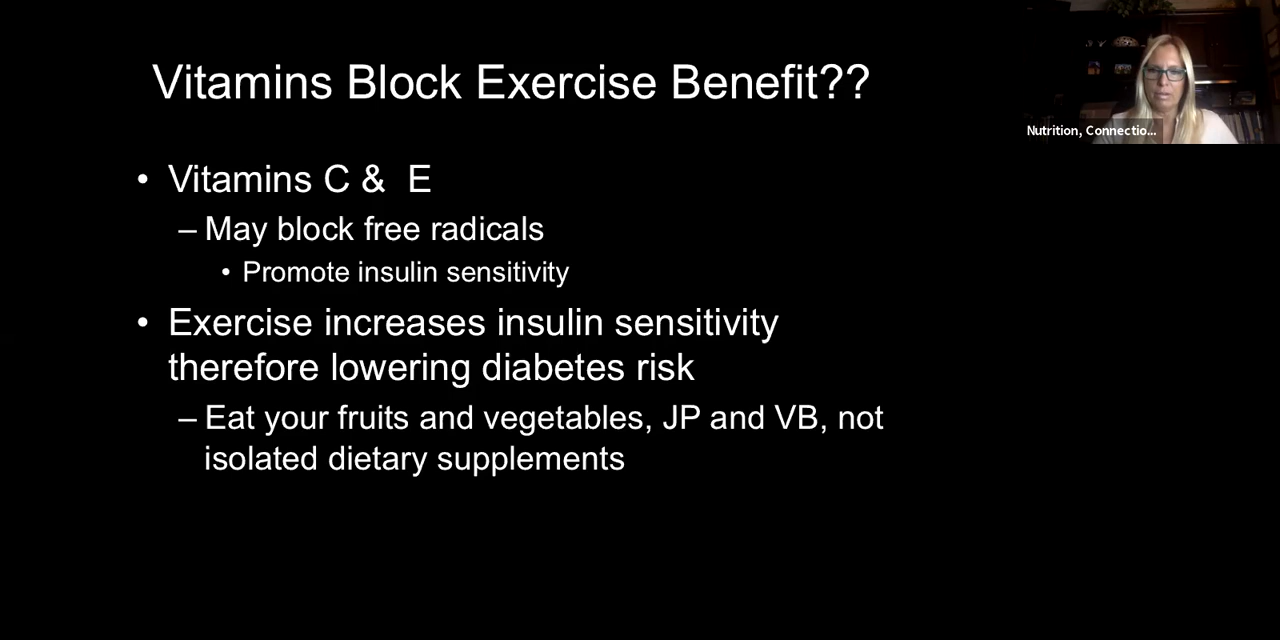 Vitamins Block Exercise Benefit??
Nutrition, Connectio...
• Vitamins C &  E
– May block free radicals
• Promote insulin sensitivity
• Exercise increases insulin sensitivity
therefore lowering diabetes risk
– Eat your fruits and vegetables, JP and VB, not
isolated dietary supplements